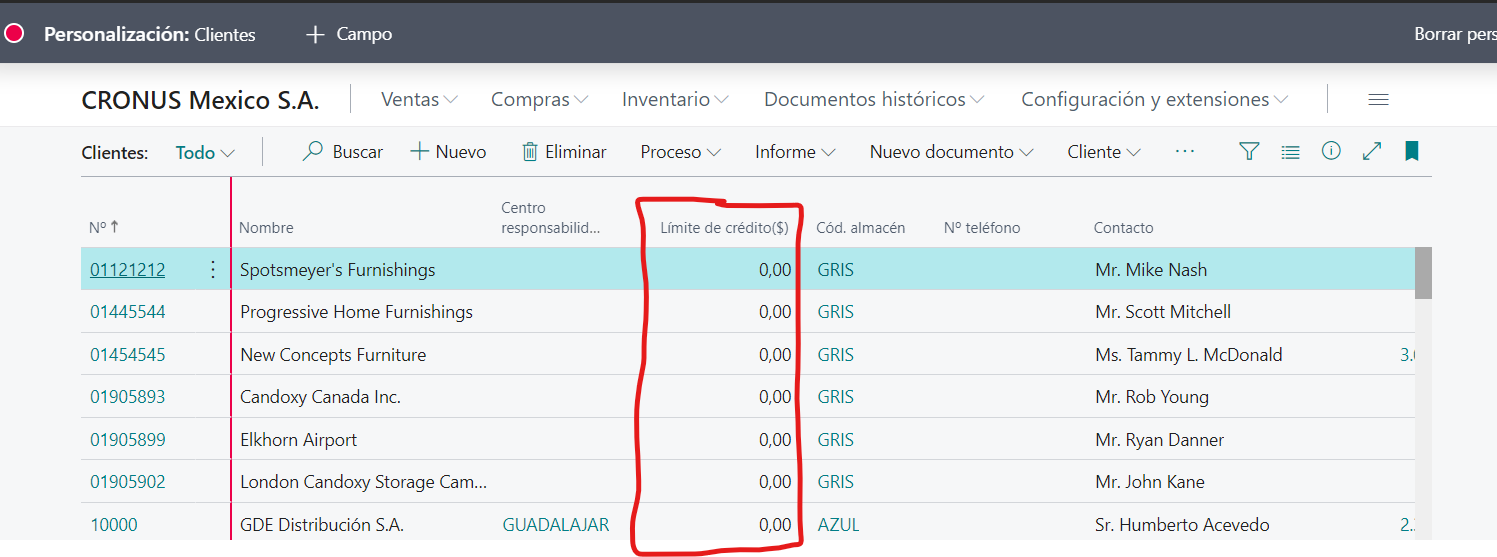 Personalización: Clientes + Campo Borrar pers
CRONUS Mexico S.A. Ventas Compras Inventario Documentos históricos Configuración y extensiones
Clientes: Todo Buscar Nuevo Eliminar Proceso Informe Nuevo documento Cliente ...
Nº ↑ Nombre Centro responsabilid... Límite de crédito($) Cód. almacén Nº teléfono Contacto
01121212 Spotsmeyer's Furnishings 0,00 GRIS Mr. Mike Nash
01445544 Progressive Home Furnishings 0,00 GRIS Mr. Scott Mitchell
01454545 New Concepts Furniture 0,00 GRIS Ms. Tammy L. McDonald 3.
01905893 Candoxy Canada Inc. 0,00 GRIS Mr. Rob Young
01905899 Elkhorn Airport 0,00 GRIS Mr. Ryan Danner
01905902 London Candoxy Storage Cam... 0,00 GRIS Mr. John Kane
10000 GDE Distribución S.A. GUADALAJAR 0,00 AZUL Sr. Humberto Acevedo 2.